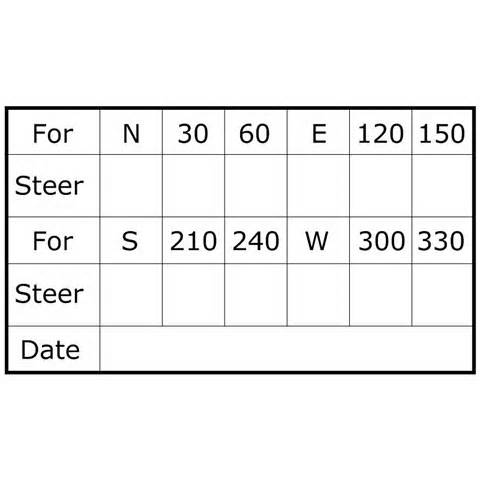 For N 30 60 E 120 150
Steer
For S 210 240 W 300 330
Steer
Date